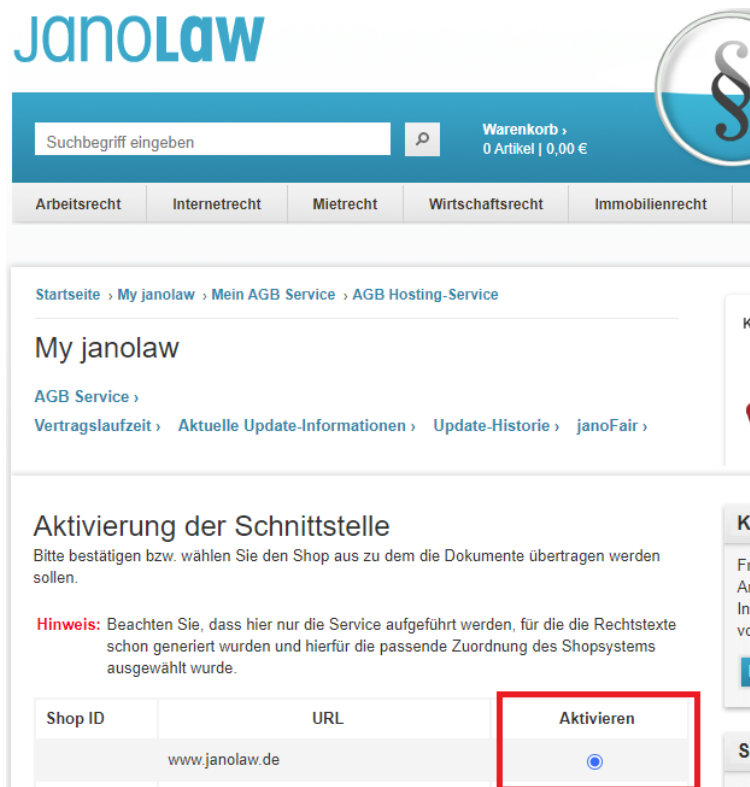 JanoLaw
Suchbegriff eingeben
Warenkorb ›
0 Artikel | 0,00 €
§
Arbeitsrecht Internetrecht Mietrecht Wirtschaftsrecht Immobilienrecht
Startseite › My janolaw › Mein AGB Service › AGB Hosting-Service
My janolaw
AGB Service ›
Vertragslaufzeit › Aktuelle Update-Informationen › Update-Historie › janoFair ›
Aktivierung der Schnittstelle
Bitte bestätigen bzw. wählen Sie den Shop aus zu dem die Dokumente übertragen werden
sollen.
Hinweis: Beachten Sie, dass hier nur die Service aufgeführt werden, für die die Rechtstexte
schon generiert wurden und hierfür die passende Zuordnung des Shopsystems
ausgewählt wurde.
Shop ID URL Aktivieren
www.janolaw.de